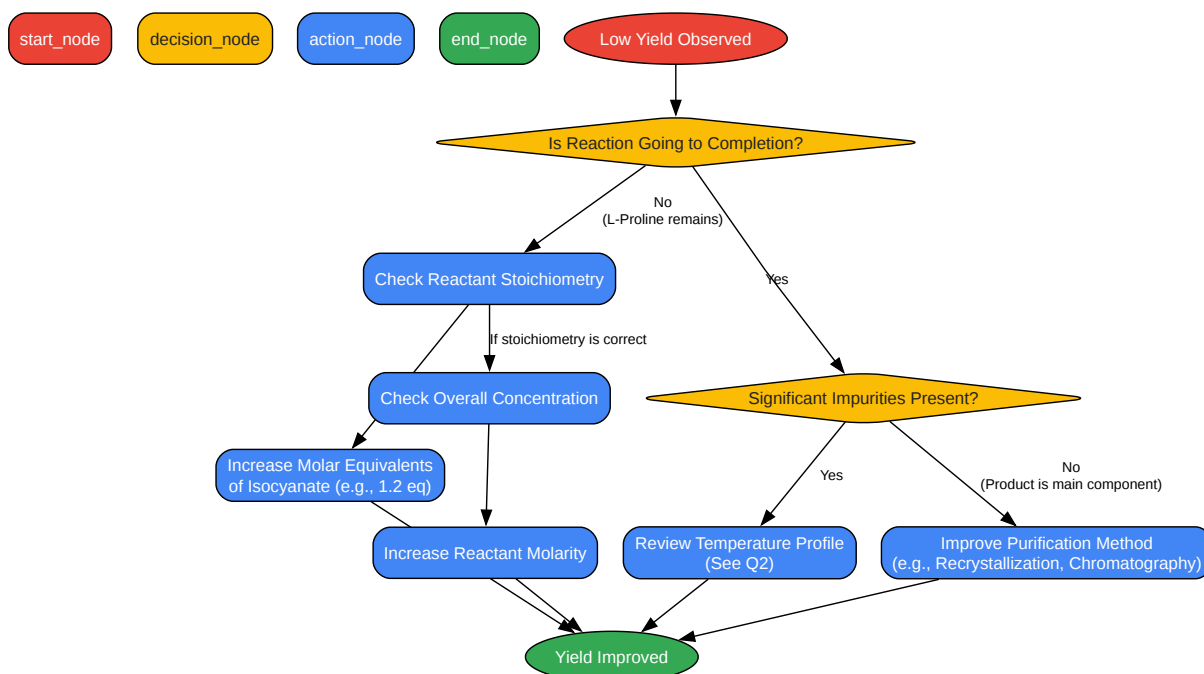 start_node
decision_node
action_node
end_node
Low Yield Observed
Is Reaction Going to Completion?
No
(L-Proline remains)
Check Reactant Stoichiometry
Yes
If stoichiometry is correct
Check Overall Concentration
Significant Impurities Present?
Increase Molar Equivalents
of Isocyanate (e.g., 1.2 eq)
Yes
No
(Product is main component)
Increase Reactant Molarity
Review Temperature Profile
(See Q2)
Improve Purification Method
(e.g., Recrystallization, Chromatography)
Yield Improved